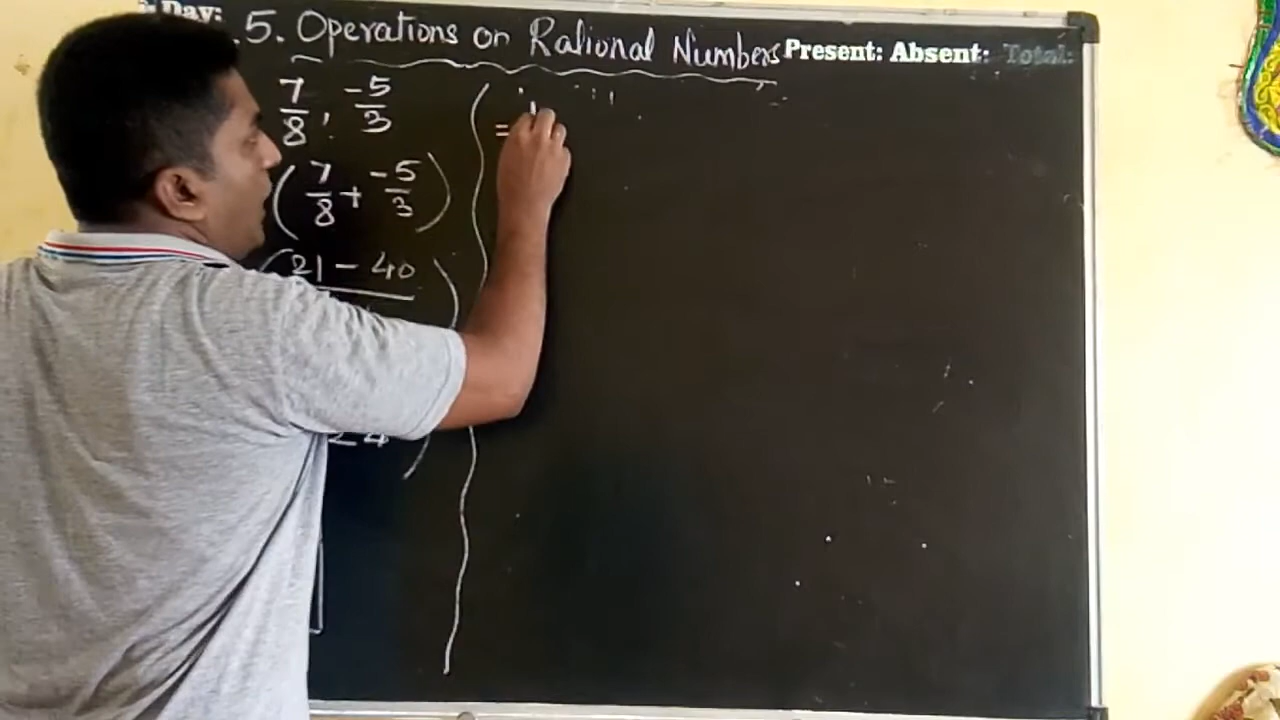 Day:
.5. Operations on Rational Numbers Present: Absent: Total:
7/8, -5/3
(7/8 + -5/3)
(21 - 40
24
=